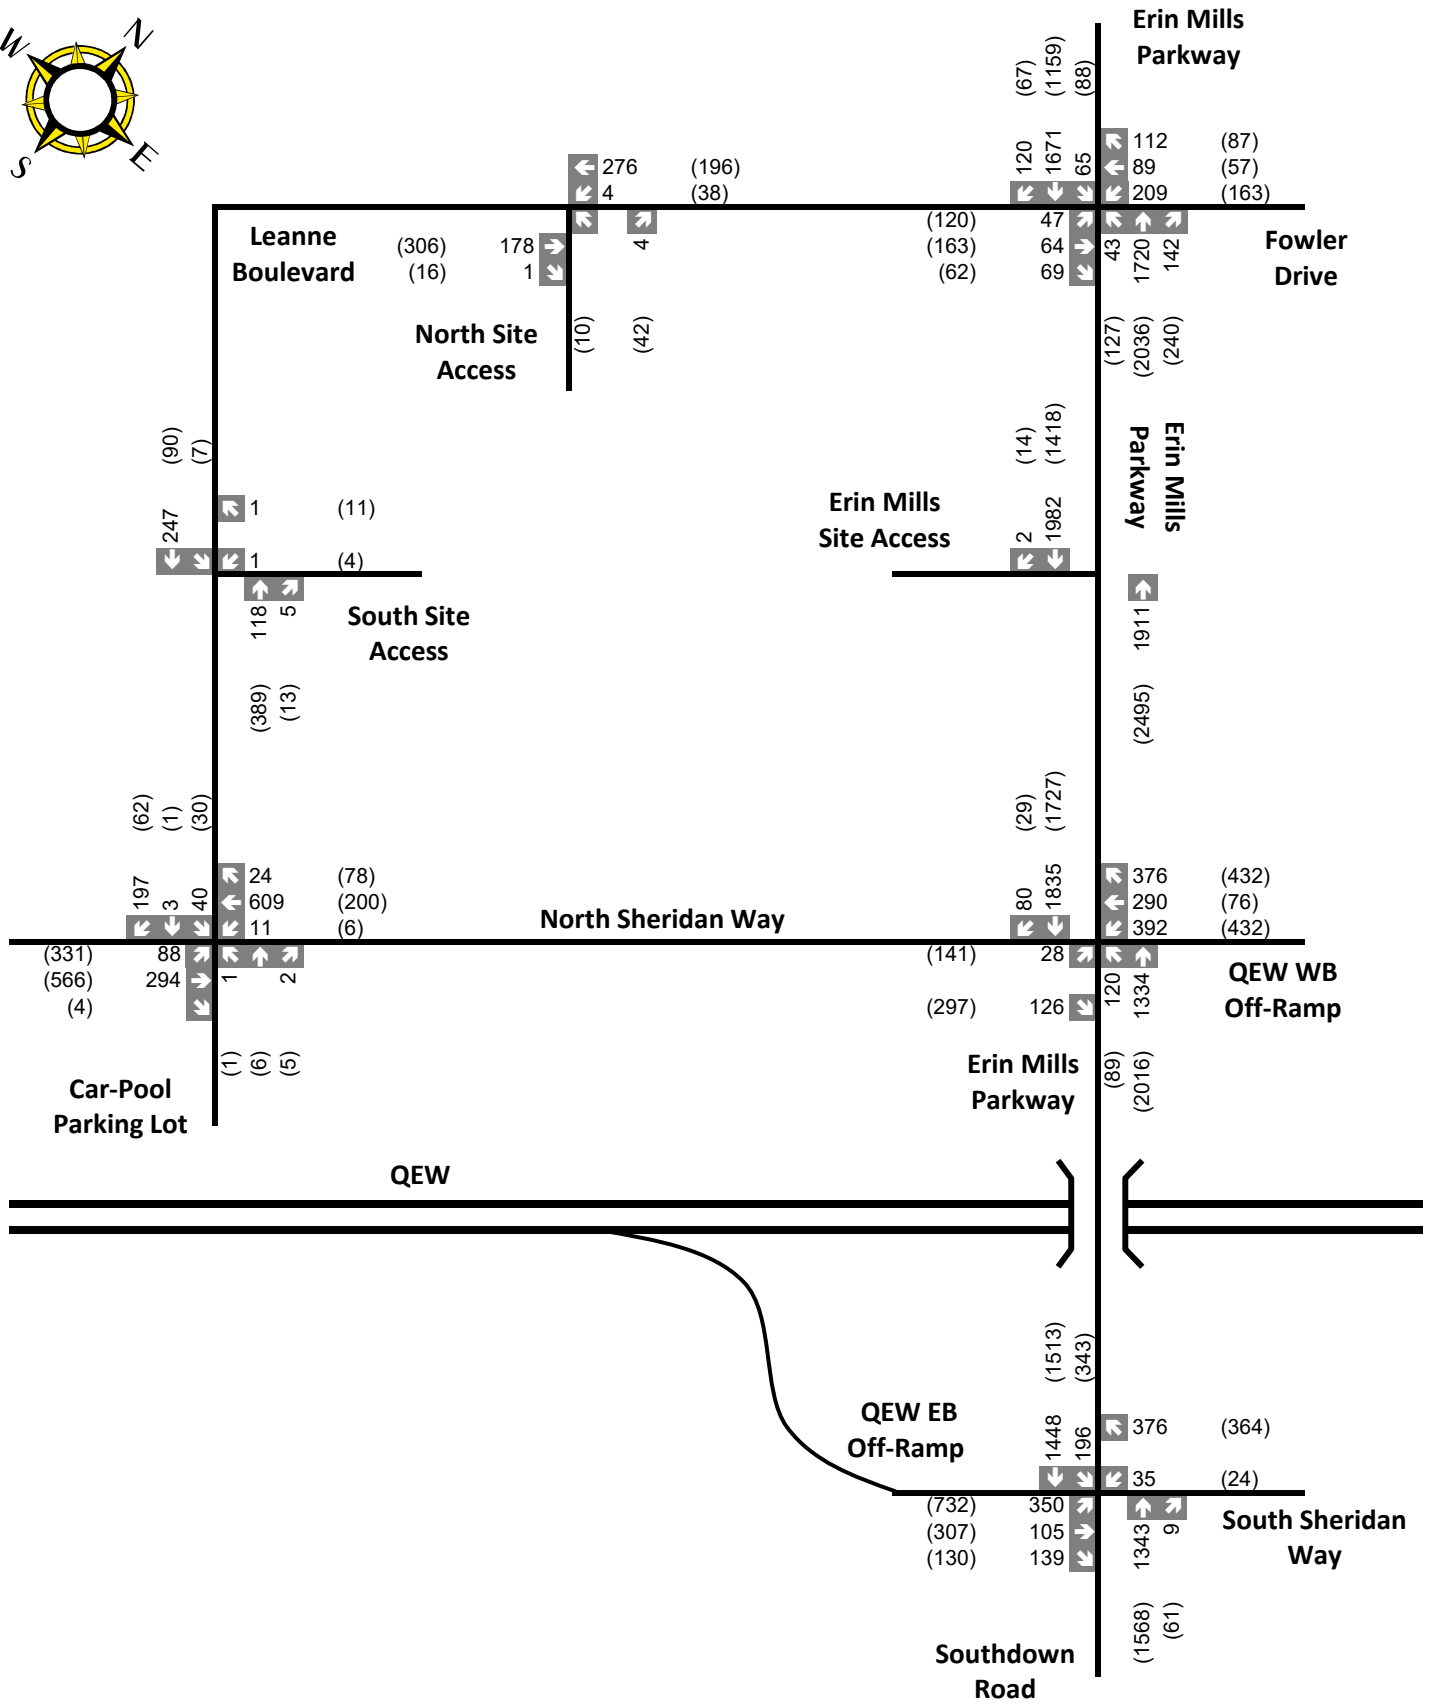 Erin Mills
Parkway
N
W
S
E
(67)
(1159)
(88)
120
1671
65
112 (87)
89 (57)
209 (163)
276 (196)
4 (38)
Leanne
Boulevard
(306) 178
(16) 1
4
(10)
(42)
North Site
Access
(120) 47
(163) 64
(62) 69
43
1720
142
(127)
(2036)
(240)
Fowler
Drive
(90)
(7)
247
1 (11)
1 (4)
118
5
(389)
(13)
South Site
Access
(14)
(1418)
2
1982
Erin Mills
Site Access
Erin Mills
Parkway
1911
(2495)
(62)
(1)
(30)
197
3
40
24 (78)
609 (200)
11 (6)
(331) 88
(566) 294
(4)
1
2
(1)
(6)
(5)
Car-Pool
Parking Lot
North Sheridan Way
(29)
(1727)
80
1835
376 (432)
290 (76)
392 (432)
(141) 28
(297) 126
120
1334
(89)
(2016)
QEW WB
Off-Ramp
Erin Mills
Parkway
QEW
(1513)
(343)
1448
196
QEW EB
Off-Ramp
376 (364)
35 (24)
(732) 350
(307) 105
(130) 139
1343
9
(1568)
(61)
South Sheridan
Way
Southdown
Road